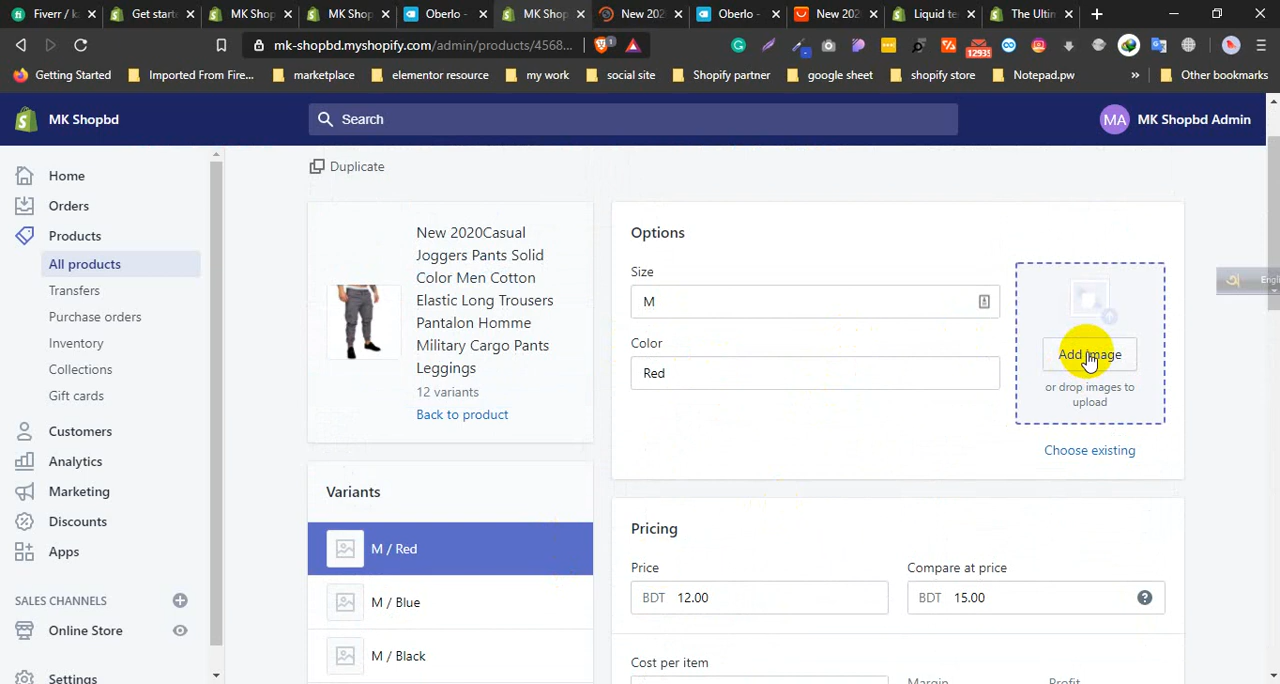 Fiverr /
Get start
MK Shop
MK Shop
Oberlo -
MK Shop
New 202
Oberlo -
New 202
Liquid te
The Ultin
mk-shopbd.myshopify.com/admin/products/4568...
1
12935
Getting Started
Imported From Fire...
marketplace
elementor resource
my work
social site
Shopify partner
google sheet
shopify store
Notepad.pw
»
Other bookmarks
MK Shopbd
Search
MA
MK Shopbd Admin
Home
Orders
Products
All products
Transfers
Purchase orders
Inventory
Collections
Gift cards
Customers
Analytics
Marketing
Discounts
Apps
SALES CHANNELS
Online Store
Settings
Duplicate
New 2020Casual
Joggers Pants Solid
Color Men Cotton
Elastic Long Trousers
Pantalon Homme
Military Cargo Pants
Leggings
12 variants
Back to product
Variants
M / Red
M / Blue
M / Black
Options
Size
M
Color
Red
Add image
or drop images to
upload
Choose existing
Pricing
Price
BDT 12.00
Compare at price
BDT 15.00
Cost per item
Margin
Profit
Engli